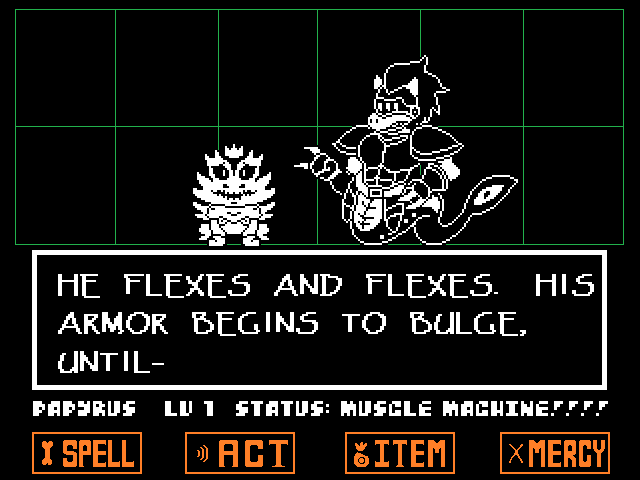 HE FLEXES AND FLEXES. HIS
ARMOR BEGINS TO BULGE,
UNTIL-
PAPYRUS LV 1 STATUS: MUSCLE MACHINE!!!!
SPELL ACT ITEM MERCY